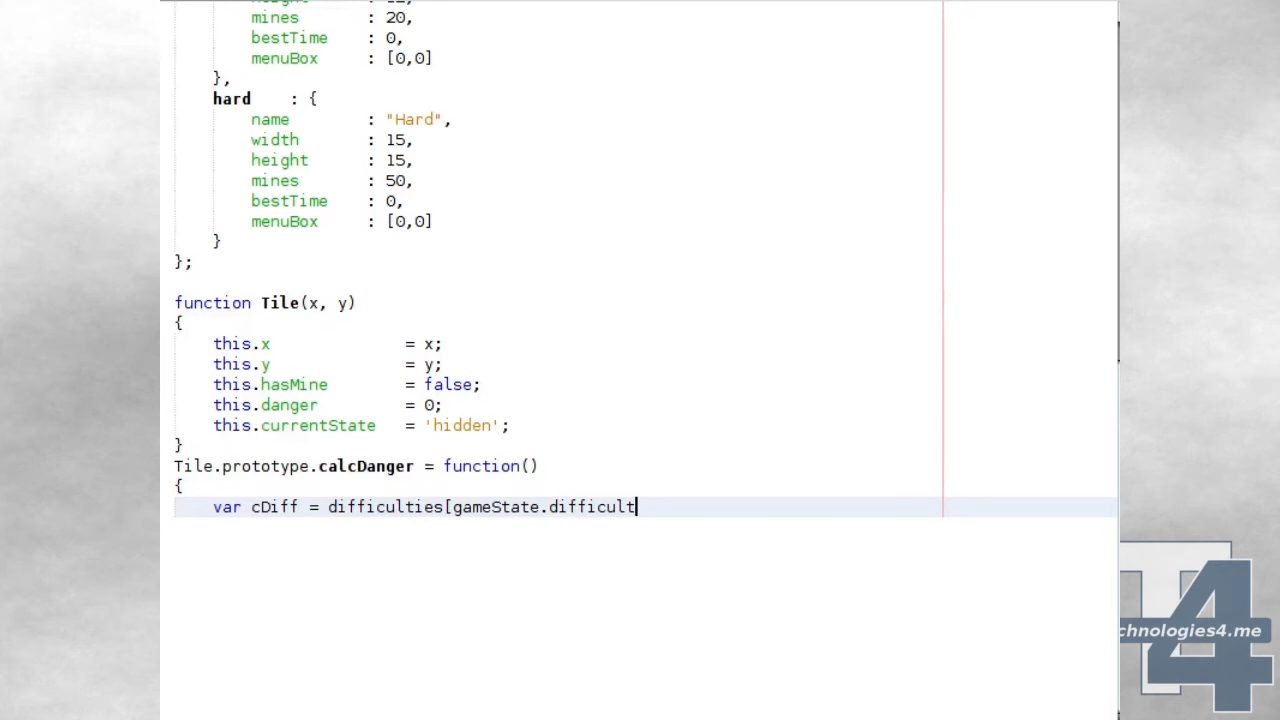 mines : 20,
bestTime : 0,
menuBox : [0,0]
},
hard : {
name : "Hard",
width : 15,
height : 15,
mines : 50,
bestTime : 0,
menuBox : [0,0]
}
};
function Tile(x, y)
{
this.x = x;
this.y = y;
this.hasMine = false;
this.danger = 0;
this.currentState = 'hidden';
}
Tile.prototype.calcDanger = function()
{
var cDiff = difficulties[gameState.difficult
T4
chnologies4.me